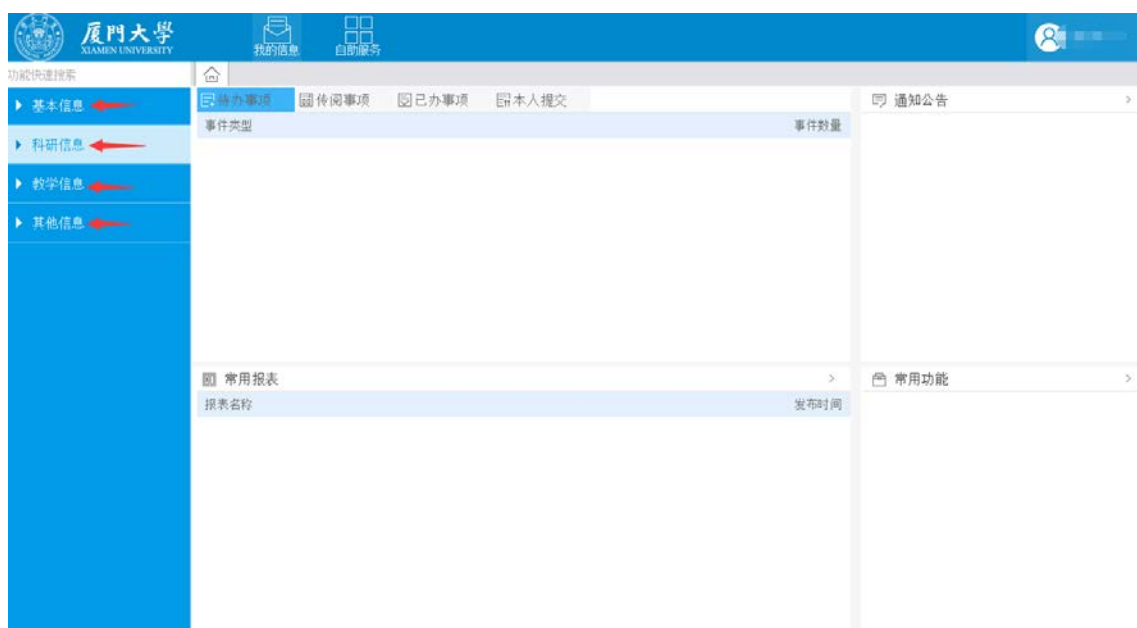 厦門大學
XIAMEN UNIVERSITY
我的信息
自助服务
功能快速搜索
基本信息
科研信息
教学信息
其他信息
待办事项
传阅事项
已办事项
本人提交
事件类型
事件数量
通知公告
常用报表
报表名称
发布时间
常用功能